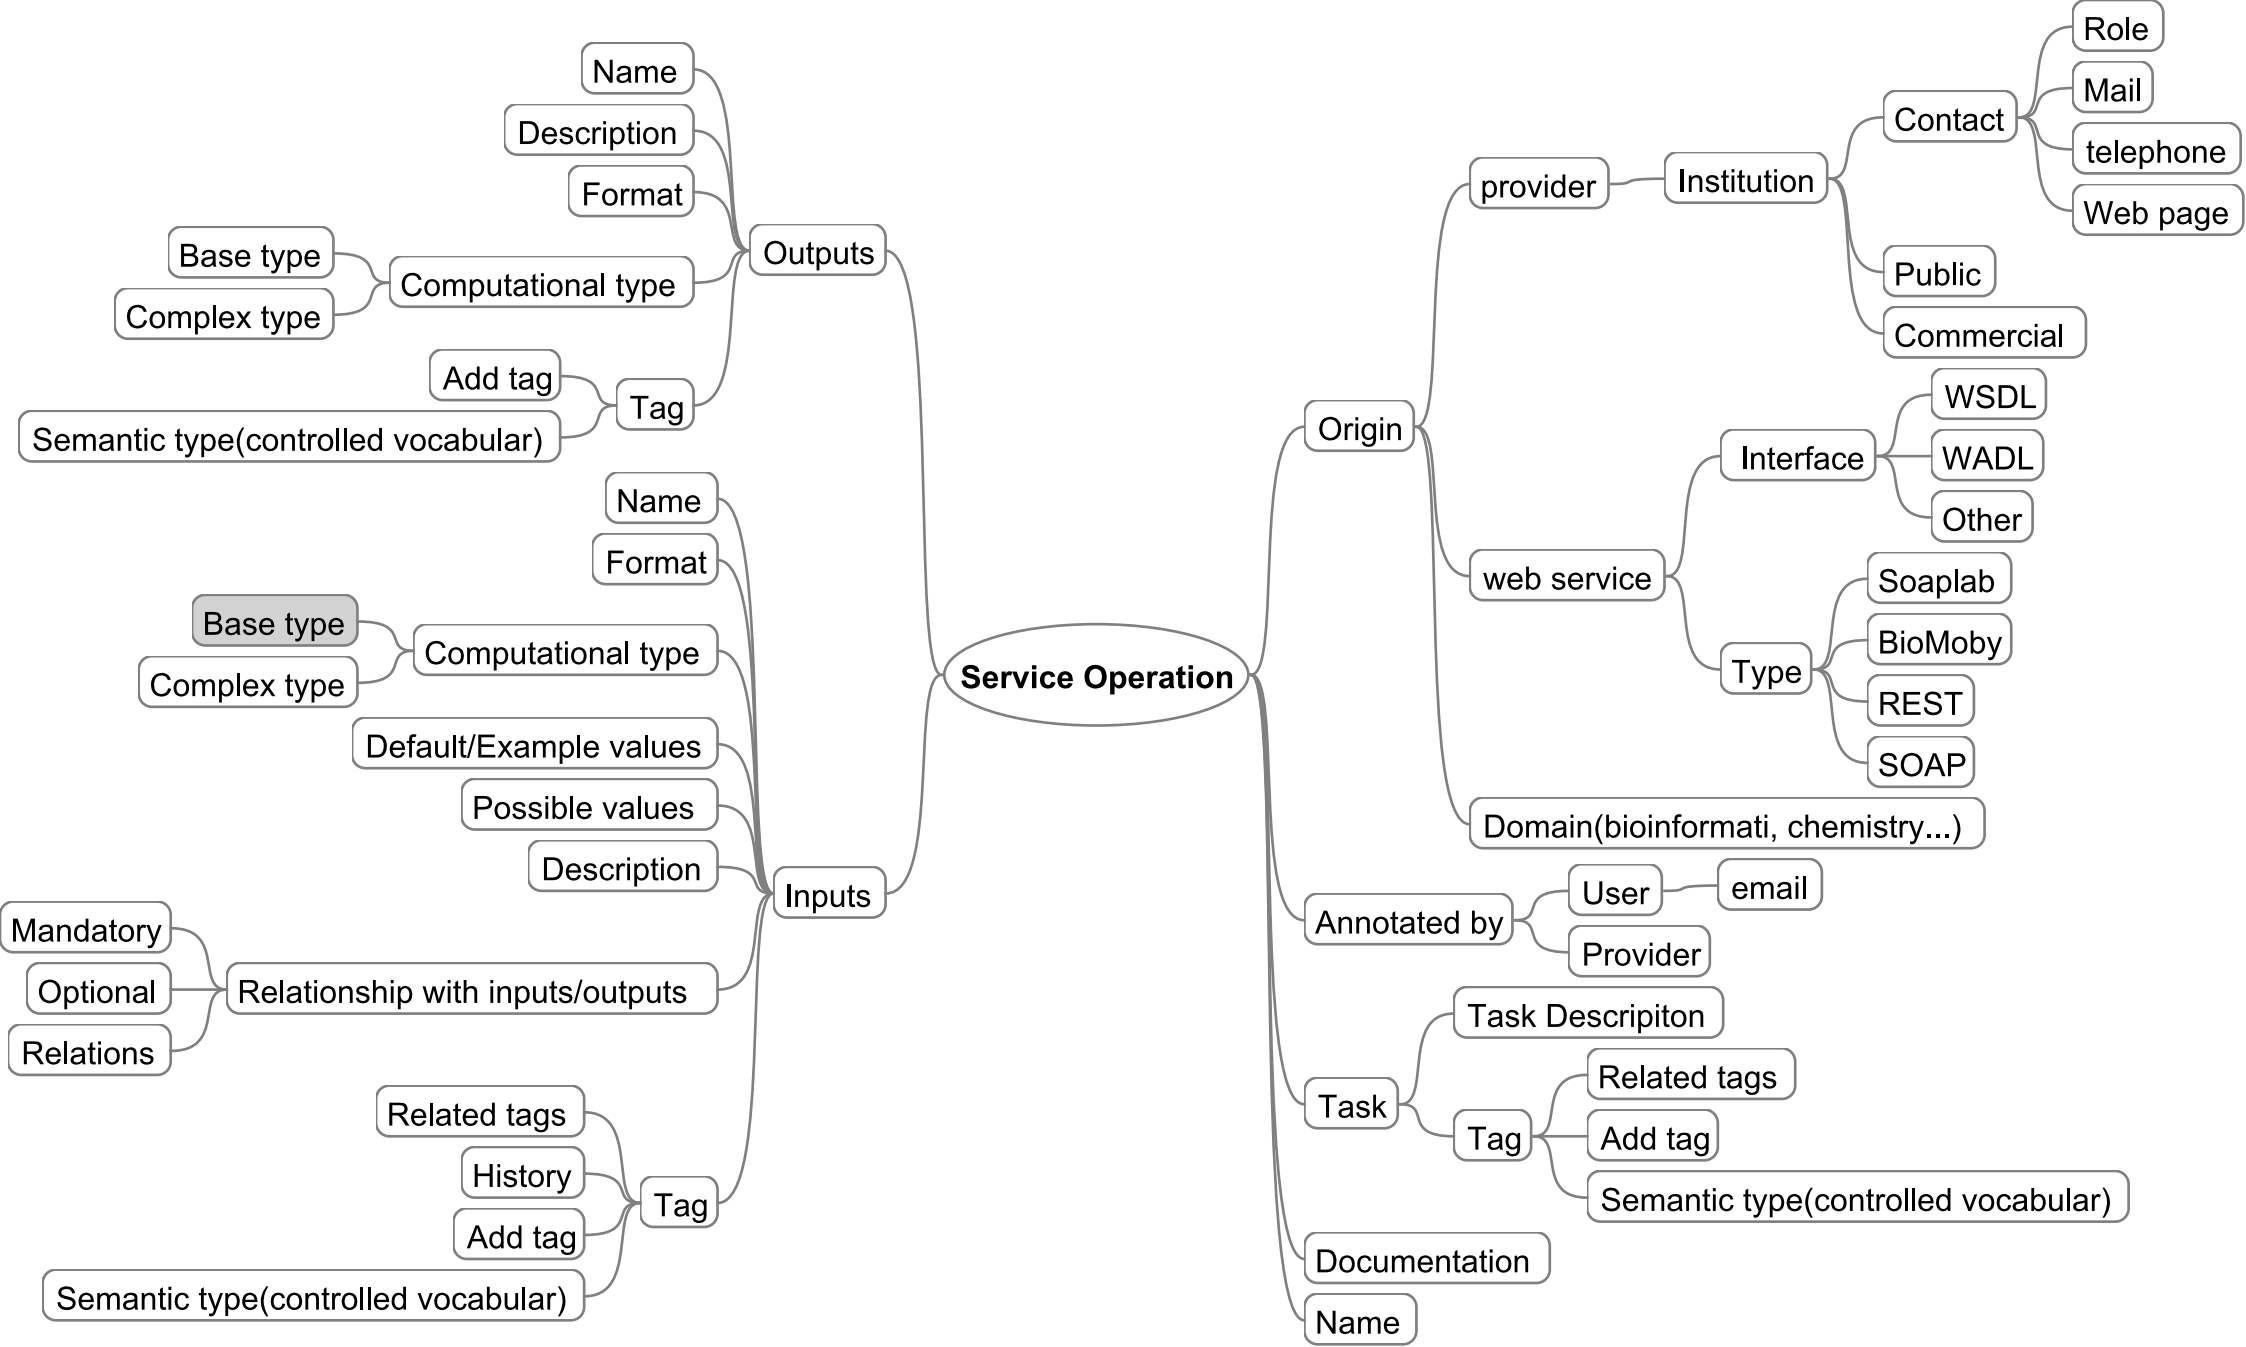 Name
Description
Format
Outputs
Base type
Computational type
Complex type
Add tag
Tag
Semantic type(controlled vocabular)
Name
Format
Base type
Computational type
Complex type
Default/Example values
Possible values
Description
Inputs
Mandatory
Optional
Relationship with inputs/outputs
Relations
Related tags
History
Tag
Add tag
Semantic type(controlled vocabular)
Service Operation
Origin
provider
Institution
Contact
Role
Mail
telephone
Web page
Public
Commercial
web service
Interface
WSDL
WADL
Other
Type
Soaplab
BioMoby
REST
SOAP
Domain(bioinformati, chemistry...)
Annotated by
User
email
Provider
Task
Task Descripiton
Tag
Related tags
Add tag
Semantic type(controlled vocabular)
Documentation
Name